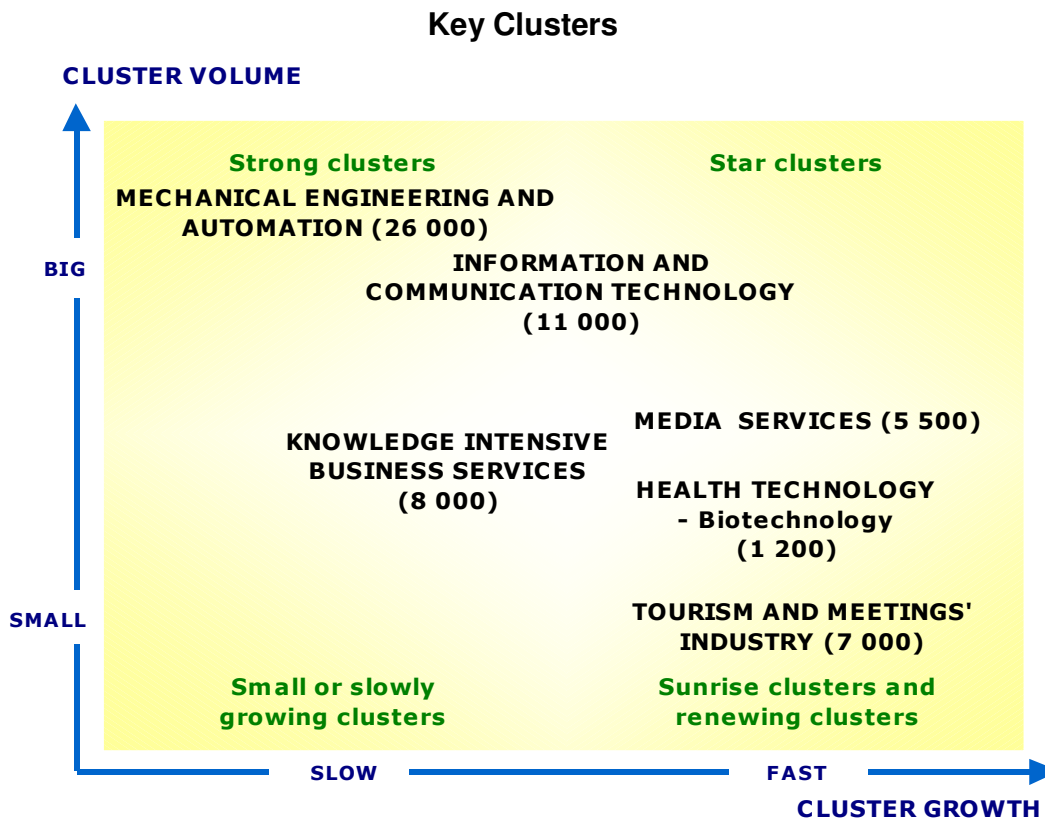 Key Clusters
CLUSTER VOLUME
Strong clusters
Star clusters
MECHANICAL ENGINEERING AND
AUTOMATION (26 000)
BIG
INFORMATION AND
COMMUNICATION TECHNOLOGY
(11 000)
MEDIA SERVICES (5 500)
KNOWLEDGE INTENSIVE
BUSINESS SERVICES
(8 000)
HEALTH TECHNOLOGY
- Biotechnology
(1 200)
SMALL
TOURISM AND MEETINGS'
INDUSTRY (7 000)
Small or slowly
growing clusters
Sunrise clusters and
renewing clusters
SLOW
FAST
CLUSTER GROWTH